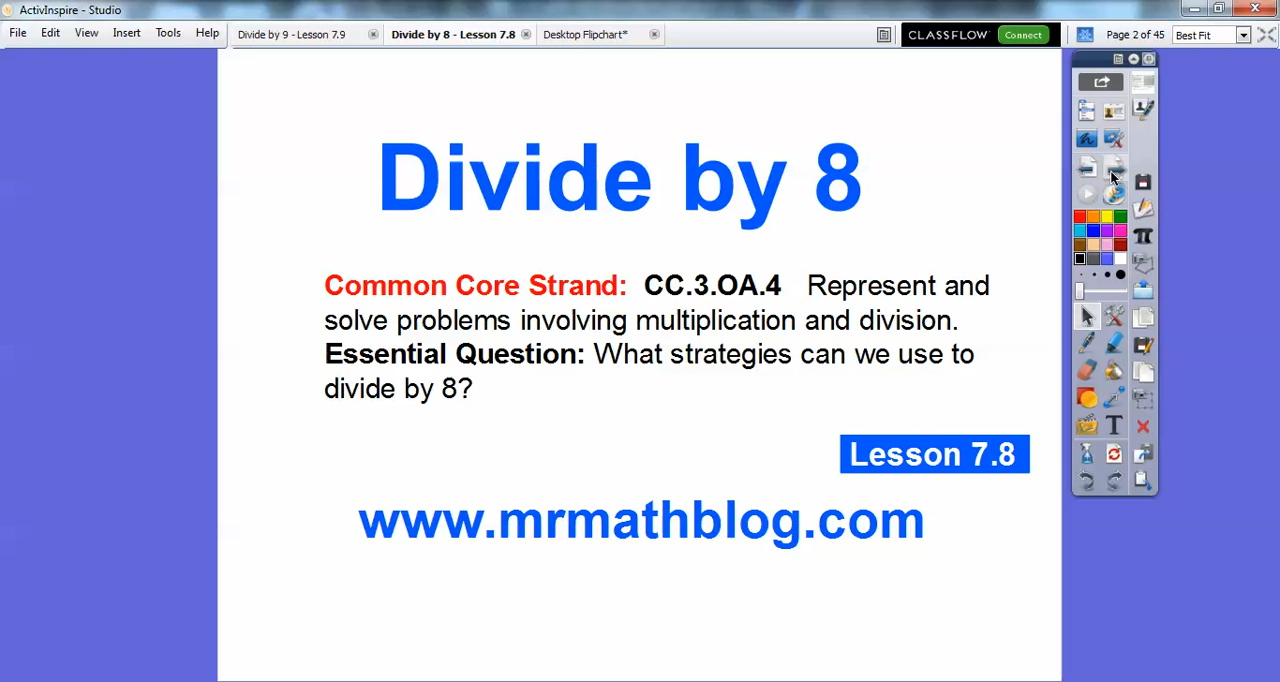 ActivInspire - Studio
File Edit View Insert Tools Help
Divide by 9 - Lesson 7.9 Divide by 8 - Lesson 7.8 Desktop Flipchart*
CLASSFLOW Connect Page 2 of 45 Best Fit
Divide by 8
Common Core Strand: CC.3.OA.4 Represent and
solve problems involving multiplication and division.
Essential Question: What strategies can we use to
divide by 8?
Lesson 7.8
www.mrmathblog.com